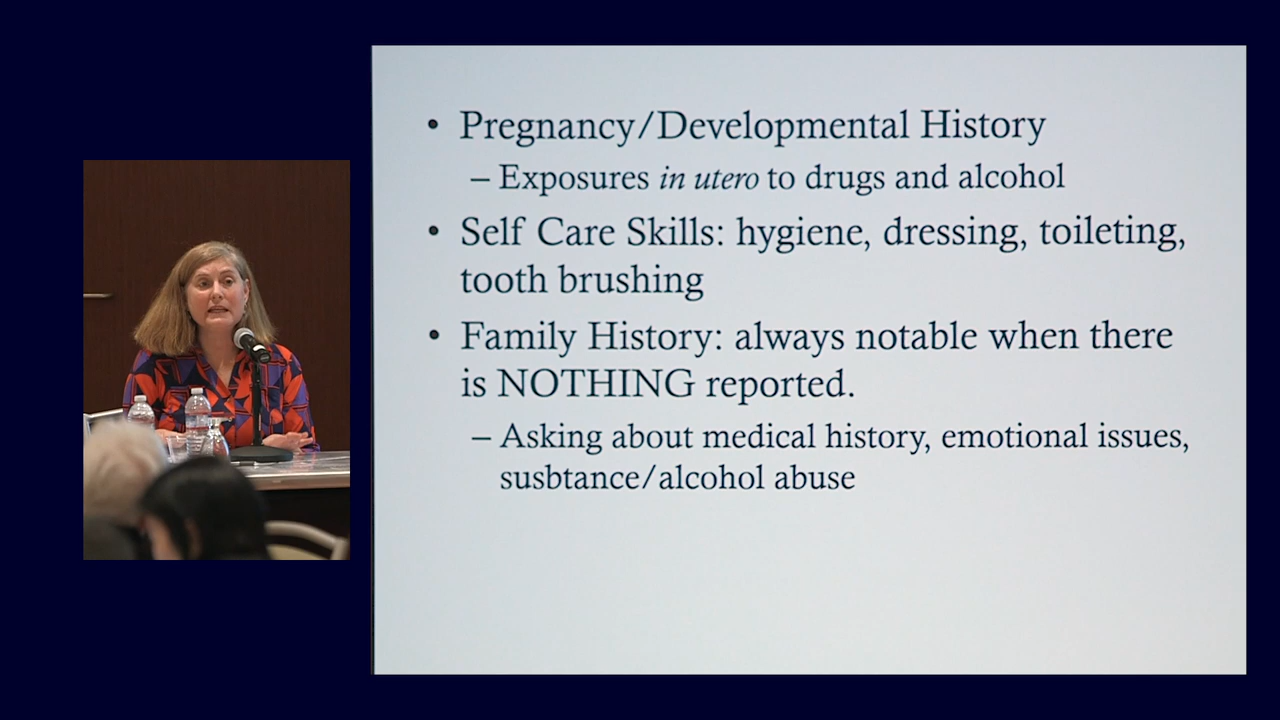 • Pregnancy/Developmental History
– Exposures in utero to drugs and alcohol
• Self Care Skills: hygiene, dressing, toileting,
tooth brushing
• Family History: always notable when there
is NOTHING reported.
– Asking about medical history, emotional issues,
susbtance/alcohol abuse